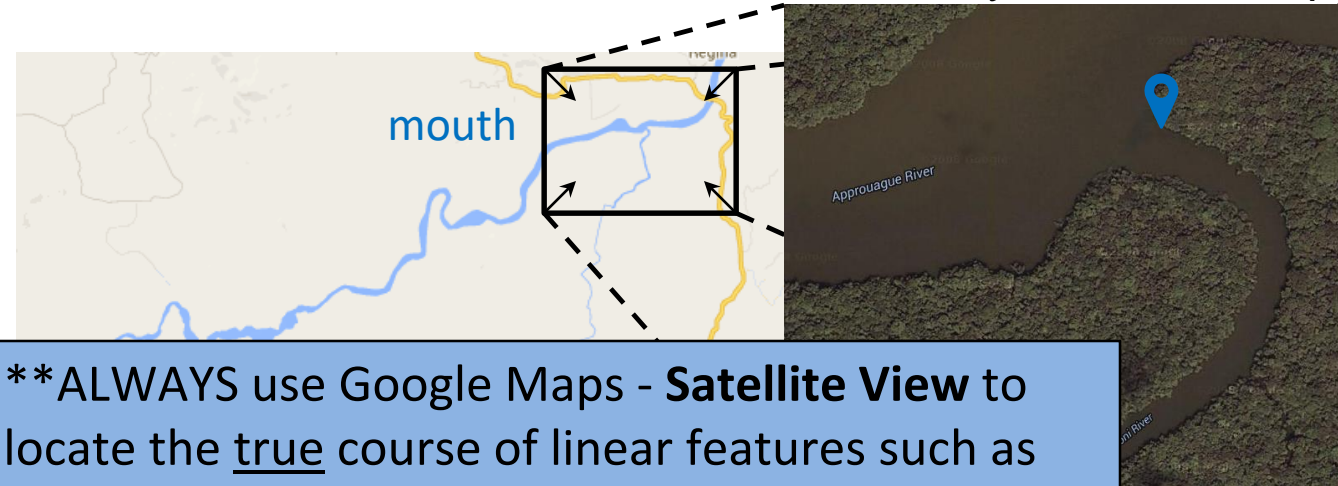 Regina
mouth
Approuague River
**ALWAYS use Google Maps - Satellite View to
locate the true course of linear features such as
River